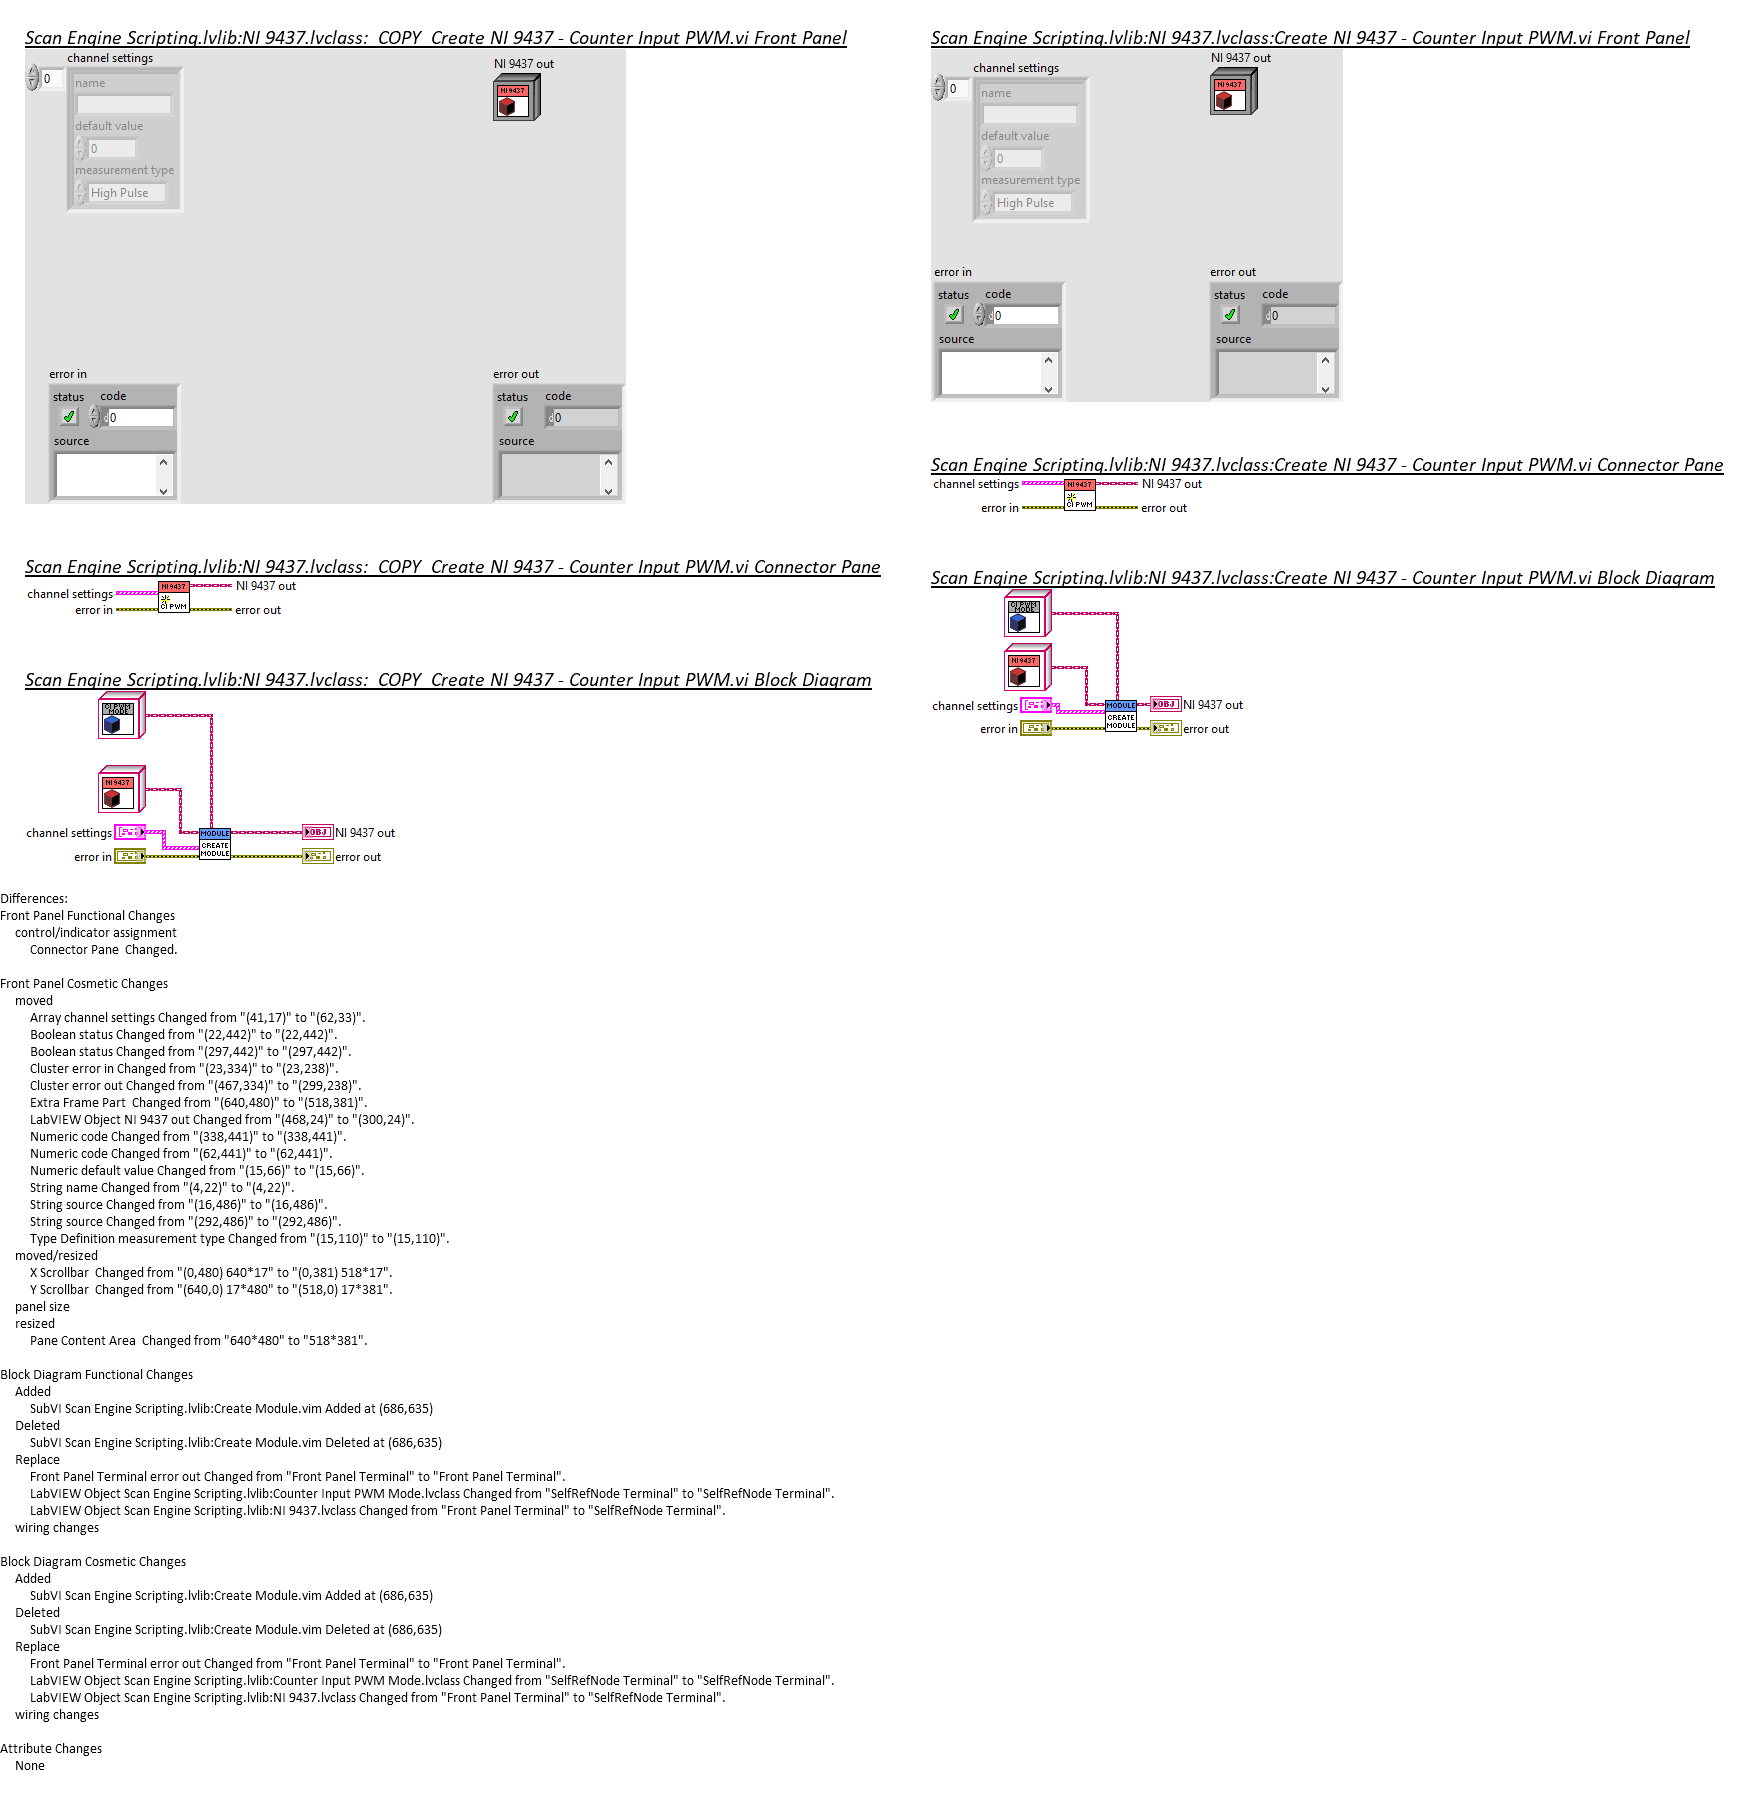 Scan Engine Scripting.lvlib:NI 9437.lvclass:  COPY  Create NI 9437 - Counter Input PWM.vi Front Panel
channel settings
0
name
default value
0
measurement type
High Pulse
NI 9437 out
NI 9437
error in
status
code
d0
source
error out
status
code
d0
source
Scan Engine Scripting.lvlib:NI 9437.lvclass:  COPY  Create NI 9437 - Counter Input PWM.vi Connector Pane
channel settings
error in
NI 9437
CI PWM
NI 9437 out
error out
Scan Engine Scripting.lvlib:NI 9437.lvclass:  COPY  Create NI 9437 - Counter Input PWM.vi Block Diagram
CI PWM
MODE
NI 9437
channel settings
error in
MODULE
CREATE
MODULE
OBJ
NI 9437 out
error out
Scan Engine Scripting.lvlib:NI 9437.lvclass:Create NI 9437 - Counter Input PWM.vi Front Panel
channel settings
0
name
default value
0
measurement type
High Pulse
NI 9437 out
NI 9437
error in
status
code
d0
source
error out
status
code
d0
source
Scan Engine Scripting.lvlib:NI 9437.lvclass:Create NI 9437 - Counter Input PWM.vi Connector Pane
channel settings
error in
NI 9437
CI PWM
NI 9437 out
error out
Scan Engine Scripting.lvlib:NI 9437.lvclass:Create NI 9437 - Counter Input PWM.vi Block Diagram
CI PWM
MODE
NI 9437
channel settings
error in
MODULE
CREATE
MODULE
OBJ
NI 9437 out
error out
Differences:
Front Panel Functional Changes
control/indicator assignment
Connector Pane  Changed.
Front Panel Cosmetic Changes
moved
Array channel settings Changed from "(41,17)" to "(62,33)".
Boolean status Changed from "(22,442)" to "(22,442)".
Boolean status Changed from "(297,442)" to "(297,442)".
Cluster error in Changed from "(23,334)" to "(23,238)".
Cluster error out Changed from "(467,334)" to "(299,238)".
Extra Frame Part  Changed from "(640,480)" to "(518,381)".
LabVIEW Object NI 9437 out Changed from "(468,24)" to "(300,24)".
Numeric code Changed from "(338,441)" to "(338,441)".
Numeric code Changed from "(62,441)" to "(62,441)".
Numeric default value Changed from "(15,66)" to "(15,66)".
String name Changed from "(4,22)" to "(4,22)".
String source Changed from "(16,486)" to "(16,486)".
String source Changed from "(292,486)" to "(292,486)".
Type Definition measurement type Changed from "(15,110)" to "(15,110)".
moved/resized
X Scrollbar  Changed from "(0,480) 640*17" to "(0,381) 518*17".
Y Scrollbar  Changed from "(640,0) 17*480" to "(518,0) 17*381".
panel size
resized
Pane Content Area  Changed from "640*480" to "518*381".
Block Diagram Functional Changes
Added
SubVI Scan Engine Scripting.lvlib:Create Module.vim Added at (686,635)
Deleted
SubVI Scan Engine Scripting.lvlib:Create Module.vim Deleted at (686,635)
Replace
Front Panel Terminal error out Changed from "Front Panel Terminal" to "Front Panel Terminal".
LabVIEW Object Scan Engine Scripting.lvlib:Counter Input PWM Mode.lvclass Changed from "SelfRefNode Terminal" to "SelfRefNode Terminal".
LabVIEW Object Scan Engine Scripting.lvlib:NI 9437.lvclass Changed from "Front Panel Terminal" to "SelfRefNode Terminal".
wiring changes
Block Diagram Cosmetic Changes
Added
SubVI Scan Engine Scripting.lvlib:Create Module.vim Added at (686,635)
Deleted
SubVI Scan Engine Scripting.lvlib:Create Module.vim Deleted at (686,635)
Replace
Front Panel Terminal error out Changed from "Front Panel Terminal" to "Front Panel Terminal".
LabVIEW Object Scan Engine Scripting.lvlib:Counter Input PWM Mode.lvclass Changed from "SelfRefNode Terminal" to "SelfRefNode Terminal".
LabVIEW Object Scan Engine Scripting.lvlib:NI 9437.lvclass Changed from "Front Panel Terminal" to "SelfRefNode Terminal".
wiring changes
Attribute Changes
None